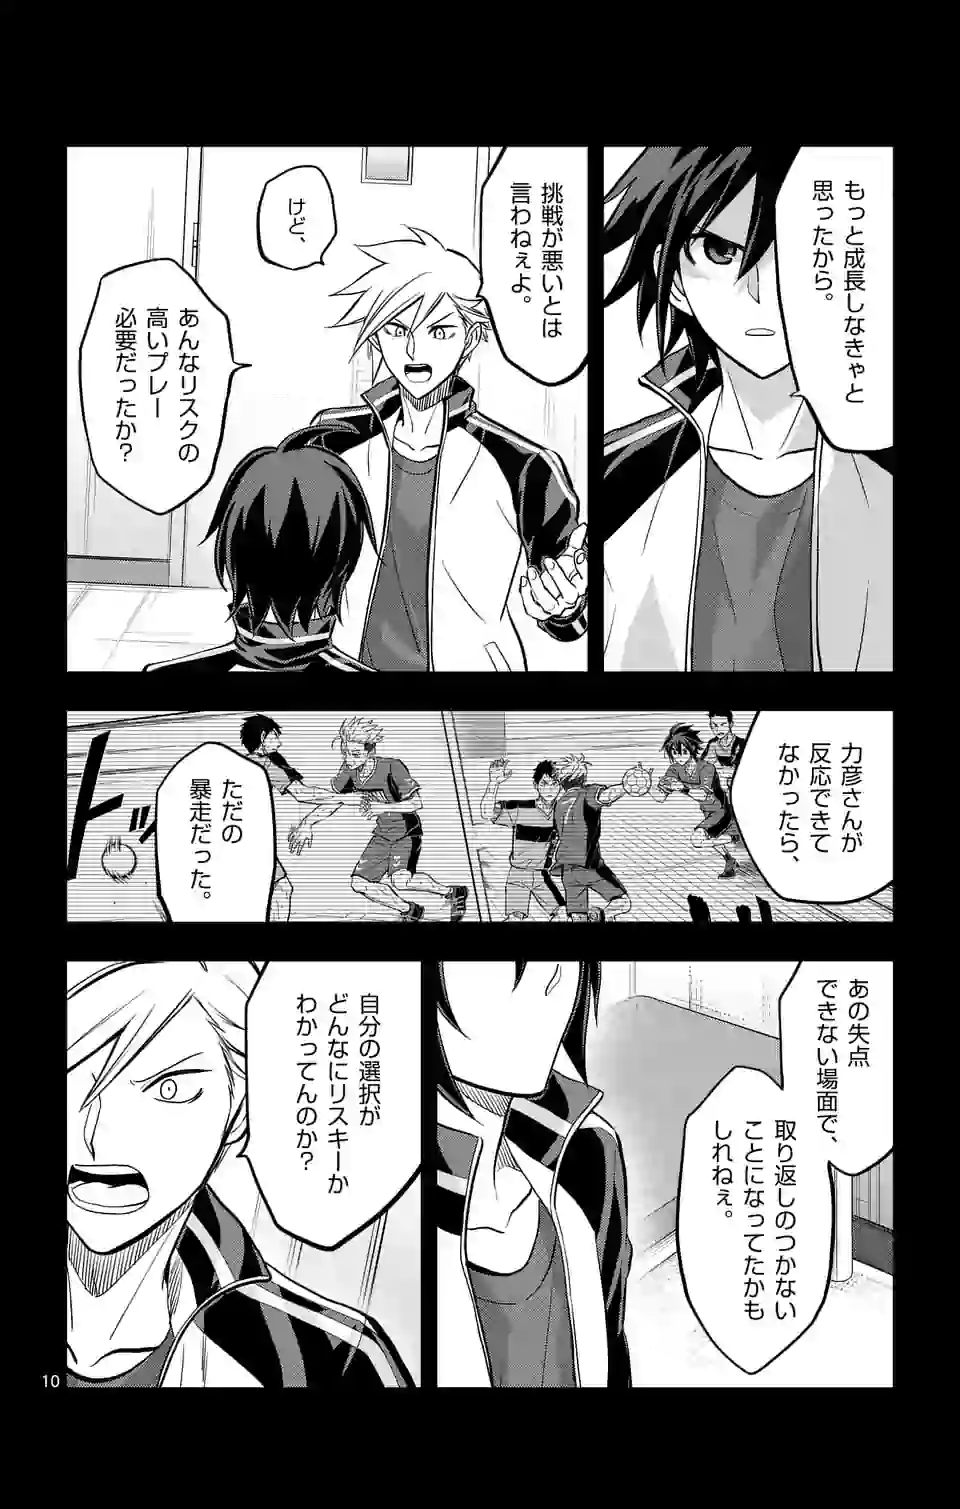 もっと成長しなきゃと
思ったから。
挑戦が悪いとは
言わねぇよ。
けど、
あんなリスクの
高いプレー
必要だったか?
力彦さんが
反応できて
なかったら、
ただの
暴走だった。
あの失点
できない場面で、
取り返しのつかない
ことになってたかも
しれねぇ。
自分の選択が
どんなにリスキーか
わかってんのか?
10